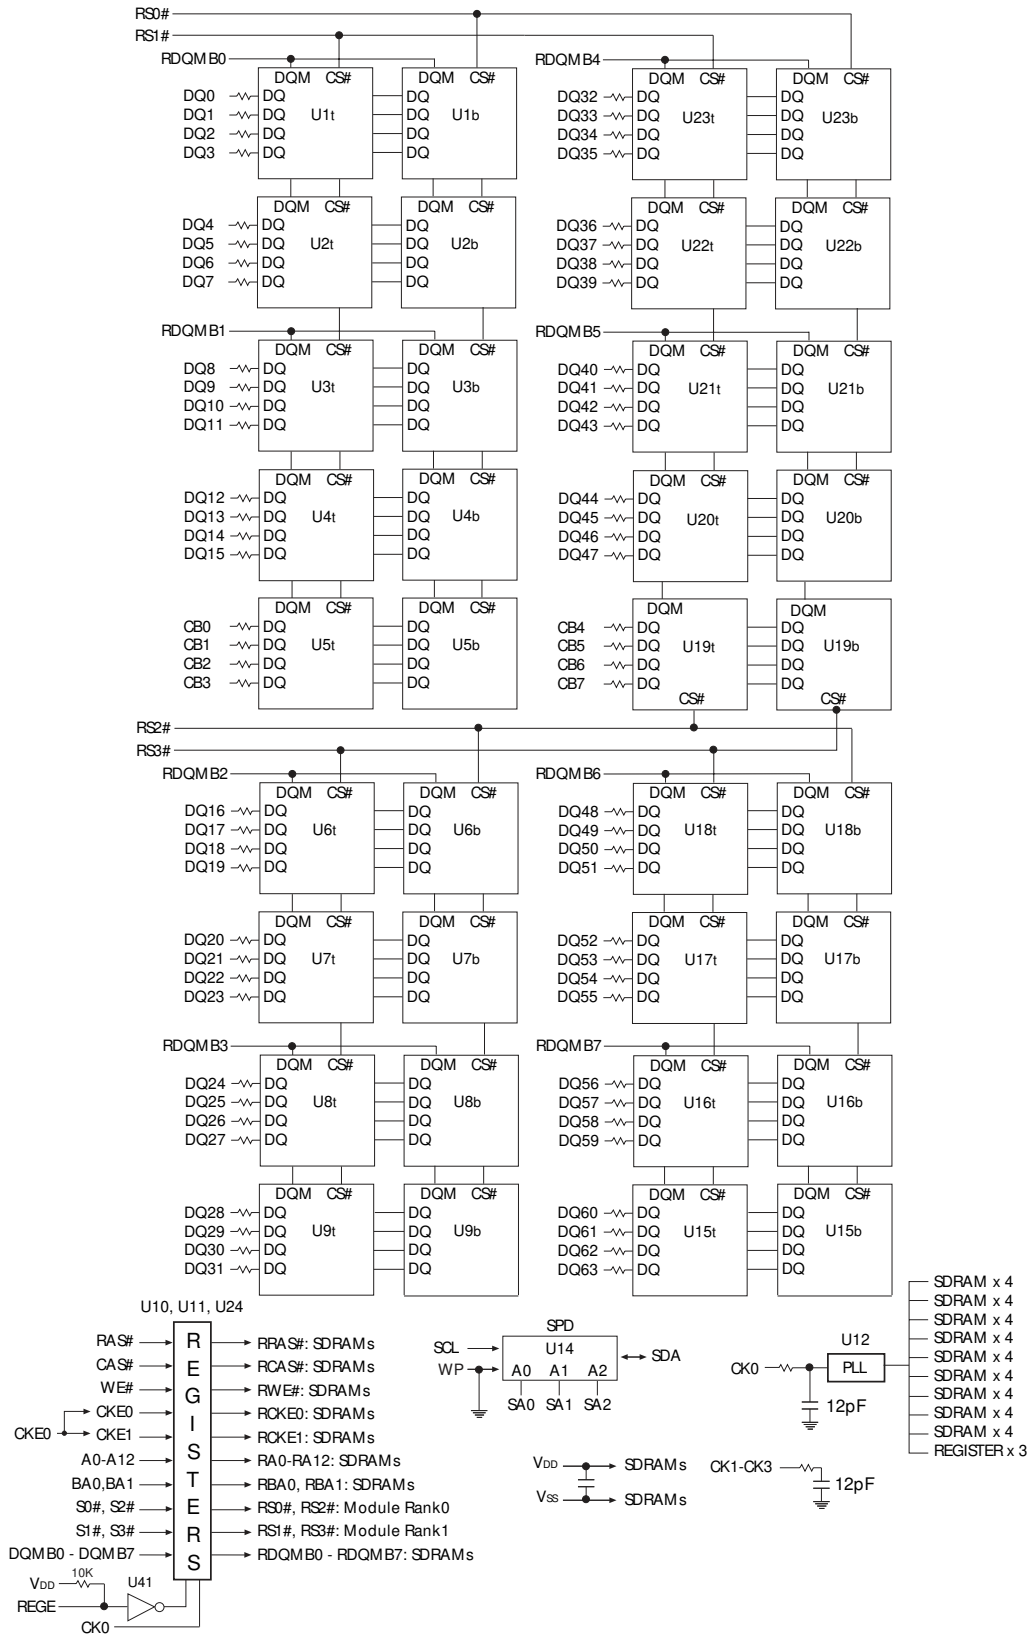 RS0#
RS1#
RDQMB0
DQM CS#
DQ0 DQ
DQ1 DQ
DQ2 DQ
DQ3 DQ
U1t
DQM CS#
DQ
DQ
DQ
DQ
U1b
RDQMB4
DQM CS#
DQ32 DQ
DQ33 DQ
DQ34 DQ
DQ35 DQ
U23t
DQM CS#
DQ
DQ
DQ
DQ
U23b
DQM CS#
DQ4 DQ
DQ5 DQ
DQ6 DQ
DQ7 DQ
U2t
DQM CS#
DQ
DQ
DQ
DQ
U2b
DQM CS#
DQ36 DQ
DQ37 DQ
DQ38 DQ
DQ39 DQ
U22t
DQM CS#
DQ
DQ
DQ
DQ
U22b
RDQMB1
DQM CS#
DQ8 DQ
DQ9 DQ
DQ10 DQ
DQ11 DQ
U3t
DQM CS#
DQ
DQ
DQ
DQ
U3b
RDQMB5
DQM CS#
DQ40 DQ
DQ41 DQ
DQ42 DQ
DQ43 DQ
U21t
DQM CS#
DQ
DQ
DQ
DQ
U21b
DQM CS#
DQ12 DQ
DQ13 DQ
DQ14 DQ
DQ15 DQ
U4t
DQM CS#
DQ
DQ
DQ
DQ
U4b
DQM CS#
DQ44 DQ
DQ45 DQ
DQ46 DQ
DQ47 DQ
U20t
DQM CS#
DQ
DQ
DQ
DQ
U20b
DQM CS#
CB0 DQ
CB1 DQ
CB2 DQ
CB3 DQ
U5t
DQM CS#
DQ
DQ
DQ
DQ
U5b
DQM
CB4 DQ
CB5 DQ
CB6 DQ
CB7 DQ
U19t
CS#
DQM
DQ
DQ
DQ
DQ
U19b
CS#
RS2#
RS3#
RDQMB2
DQM CS#
DQ16 DQ
DQ17 DQ
DQ18 DQ
DQ19 DQ
U6t
DQM CS#
DQ
DQ
DQ
DQ
U6b
RDQMB6
DQM CS#
DQ48 DQ
DQ49 DQ
DQ50 DQ
DQ51 DQ
U18t
DQM CS#
DQ
DQ
DQ
DQ
U18b
DQM CS#
DQ20 DQ
DQ21 DQ
DQ22 DQ
DQ23 DQ
U7t
DQM CS#
DQ
DQ
DQ
DQ
U7b
DQM CS#
DQ52 DQ
DQ53 DQ
DQ54 DQ
DQ55 DQ
U17t
DQM CS#
DQ
DQ
DQ
DQ
U17b
RDQMB3
DQM CS#
DQ24 DQ
DQ25 DQ
DQ26 DQ
DQ27 DQ
U8t
DQM CS#
DQ
DQ
DQ
DQ
U8b
RDQMB7
DQM CS#
DQ56 DQ
DQ57 DQ
DQ58 DQ
DQ59 DQ
U16t
DQM CS#
DQ
DQ
DQ
DQ
U16b
DQM CS#
DQ28 DQ
DQ29 DQ
DQ30 DQ
DQ31 DQ
U9t
DQM CS#
DQ
DQ
DQ
DQ
U9b
DQM CS#
DQ60 DQ
DQ61 DQ
DQ62 DQ
DQ63 DQ
U15t
DQM CS#
DQ
DQ
DQ
DQ
U15b
U10, U11, U24
REGISTERS
RAS# RRAS#: SDRAMs
CAS# RCAS#: SDRAMs
WE# RWE#: SDRAMs
CKE0 CKE0 RCKE0: SDRAMs
CKE1 RCKE1: SDRAMs
A0-A12 RA0-RA12: SDRAMs
BA0,BA1 RBA0, RBA1: SDRAMs
S0#, S2# RS0#, RS2#: Module Rank0
S1#, S3# RS1#, RS3#: Module Rank1
DQMB0 - DQMB7 RDQMB0 - RDQMB7: SDRAMs
VDD 10K U41
REGE
CK0
SPD
SCL U14 SDA
WP A0 A1 A2
SA0 SA1 SA2
VDD SDRAMs
VSS SDRAMs
U12
CK0 PLL
12pF
CK1-CK3
12pF
SDRAM x 4
SDRAM x 4
SDRAM x 4
SDRAM x 4
SDRAM x 4
SDRAM x 4
SDRAM x 4
SDRAM x 4
SDRAM x 4
REGISTER x 3